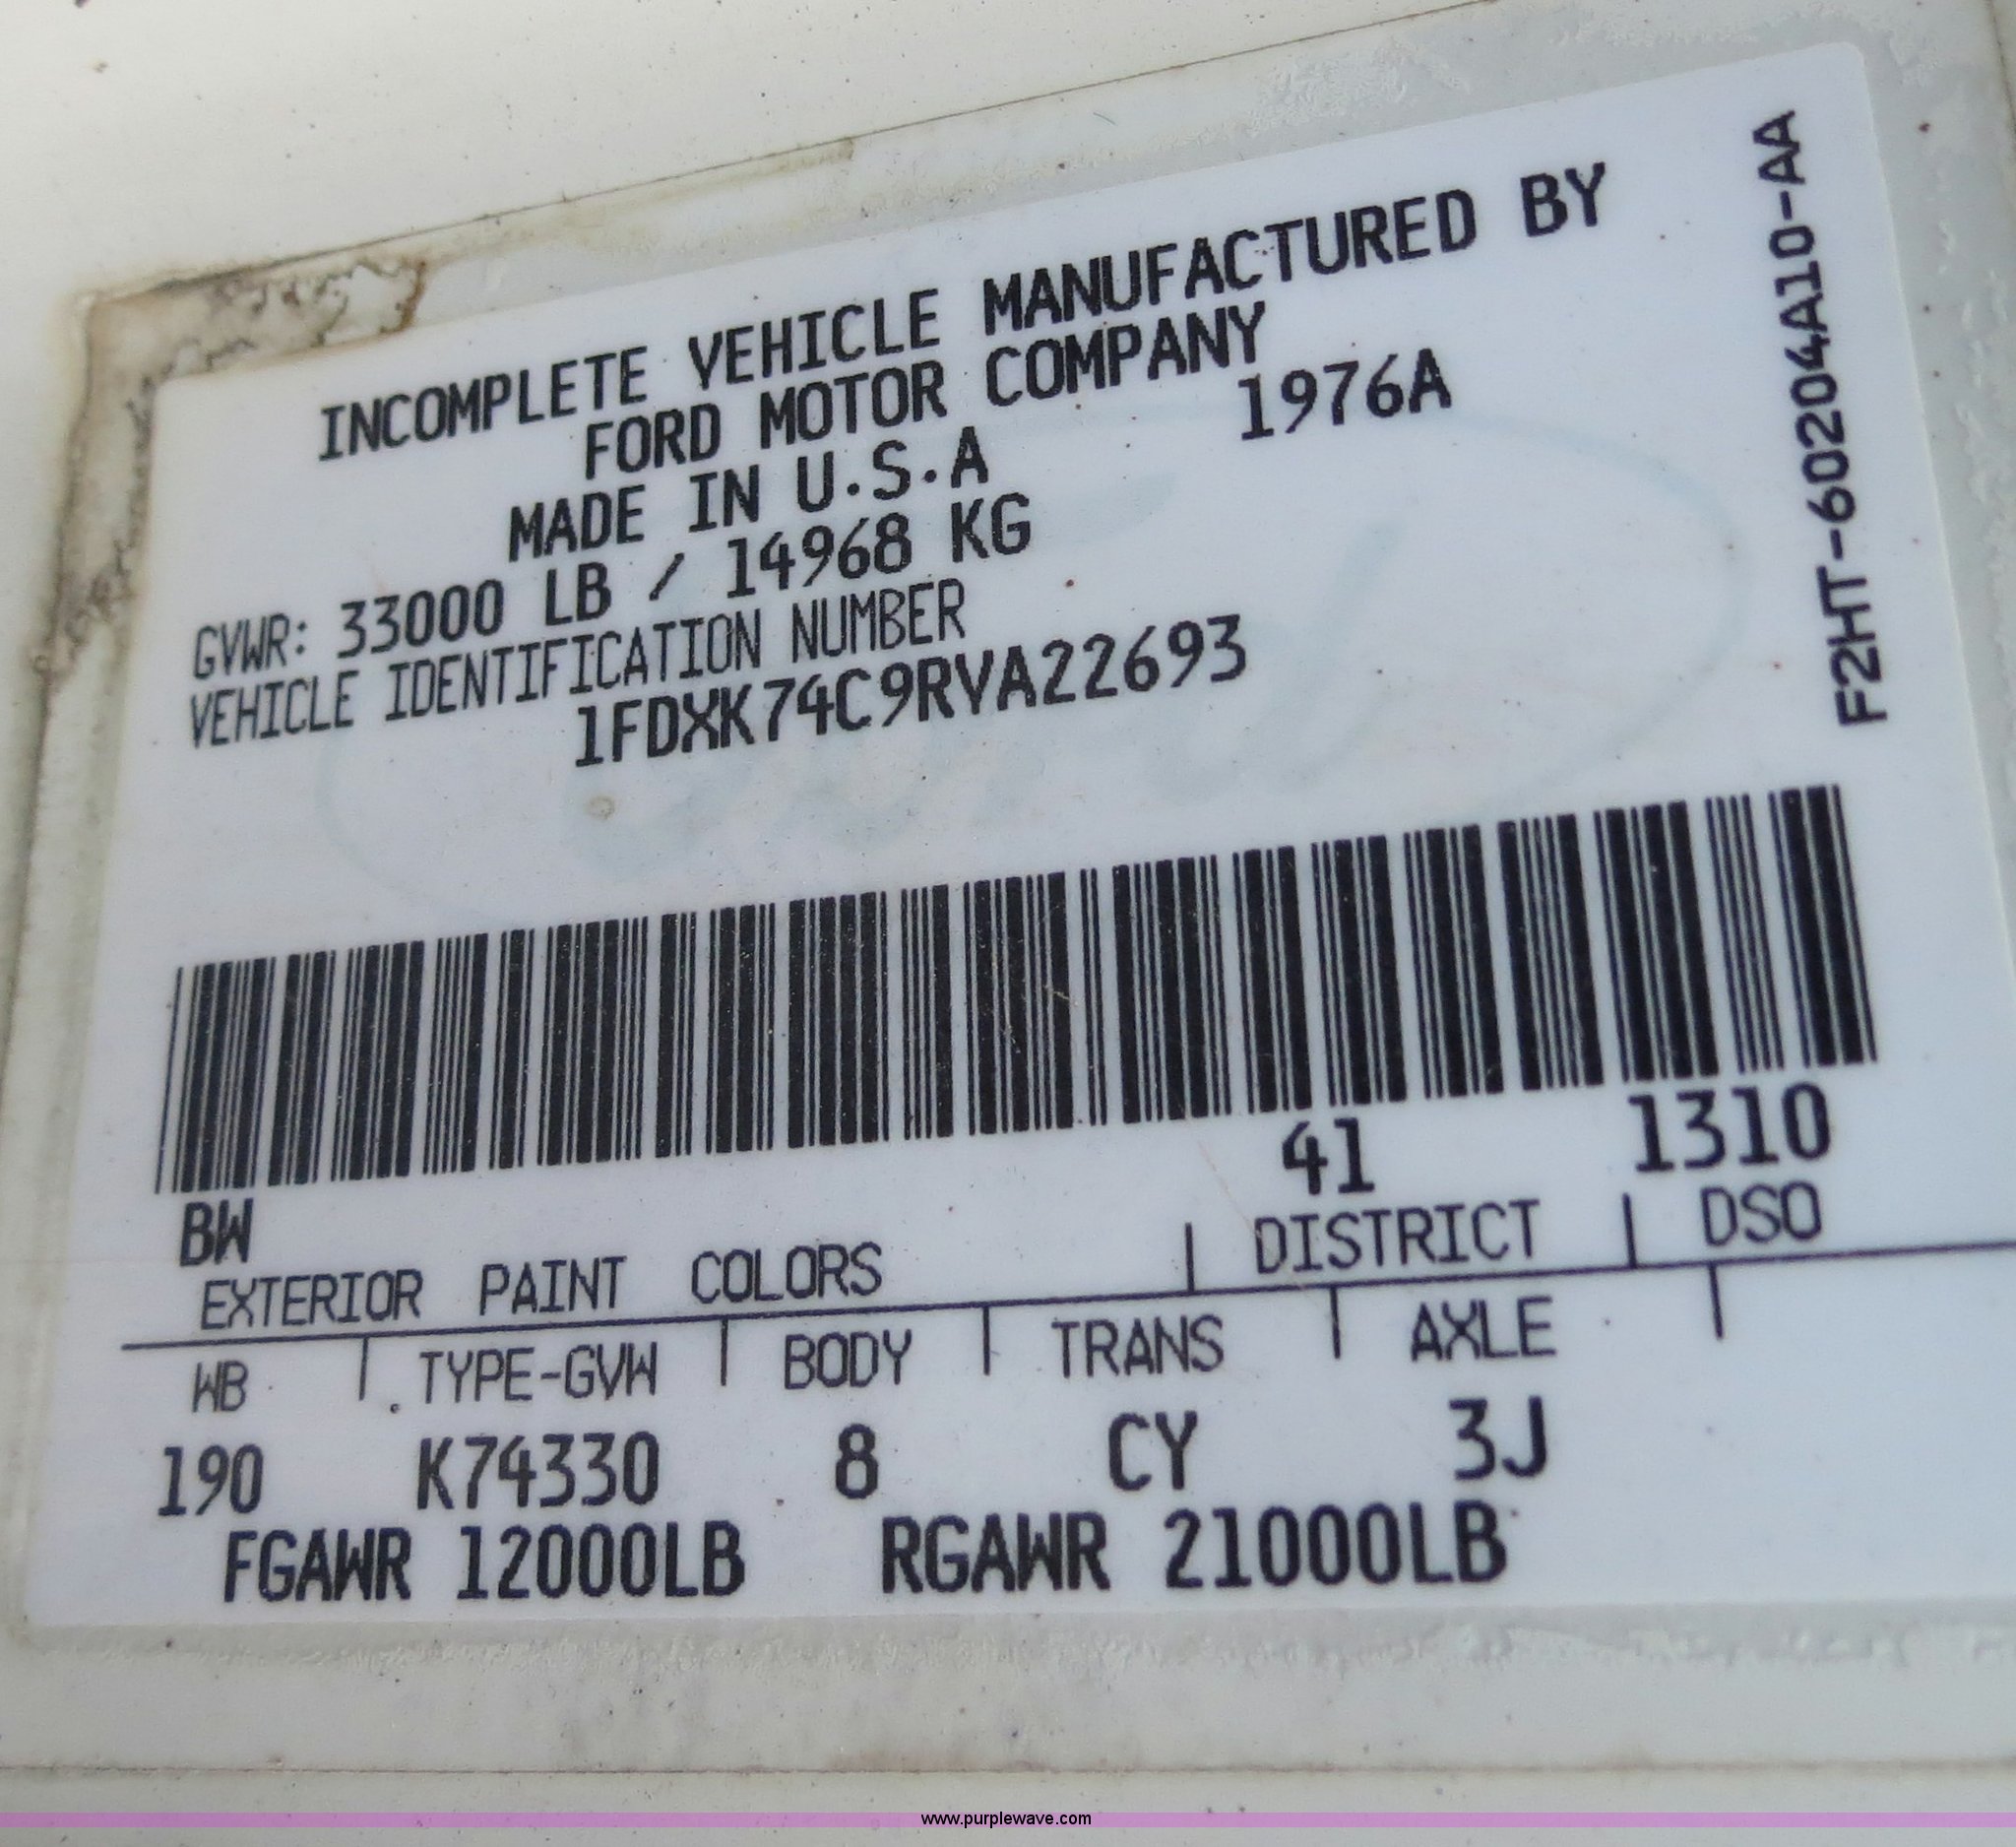 INCOMPLETE VEHICLE MANUFACTURED BY
FORD MOTOR COMPANY
MADE IN U.S.A 1976A
GVWR: 33000 LB / 14968 KG
VEHICLE IDENTIFICATION NUMBER
1FDXK74C9RVA22693
F2HT-60204A10-AA
BW 41 1310
EXTERIOR PAINT COLORS DISTRICT DSO
WB TYPE-GVW BODY TRANS AXLE
190 K74330 8 CY 3J
FGAWR 12000LB RGAWR 21000LB
www.purplewave.com